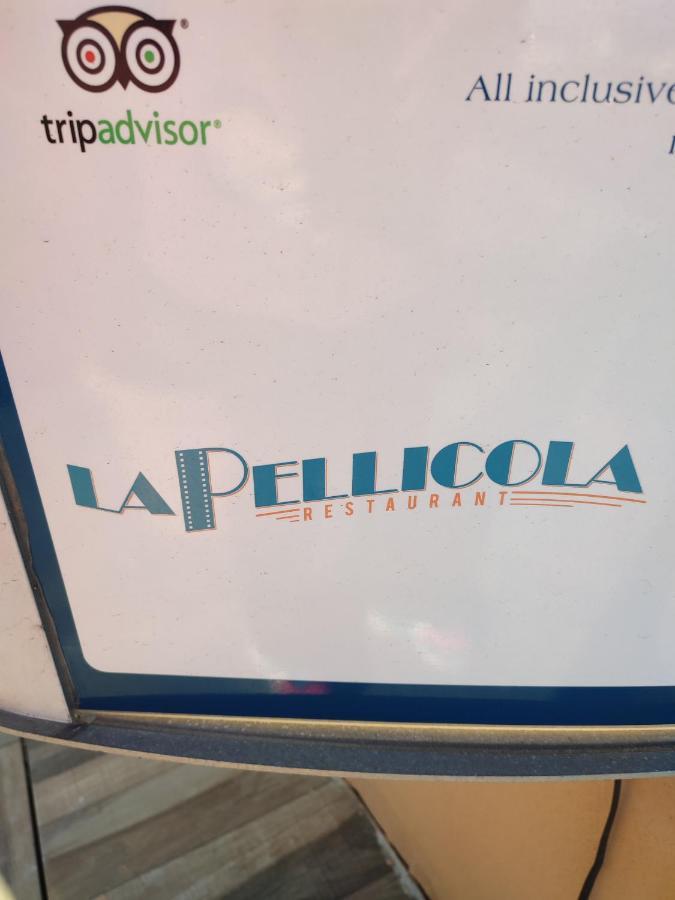 tripadvisor®
All inclusive
LA PELLICOLA
RESTAURANT